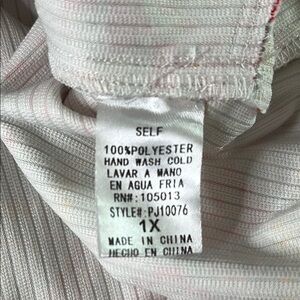 SELF
100%POLYESTER
HAND WASH COLD
LAVAR A MANO
EN AGUA FRIA
RN#:105013
STYLE#:PJ10076
1X
MADE IN CHINA
HECHO EN CHINA